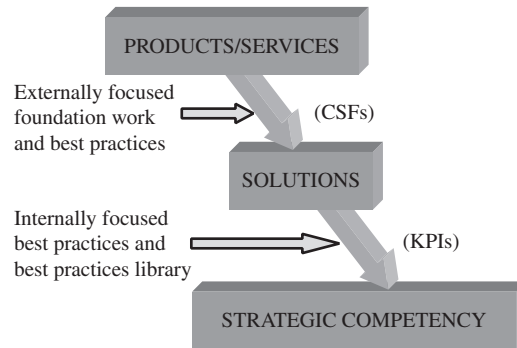 PRODUCTS/SERVICES
Externally focused
foundation work
and best practices
(CSFs)
SOLUTIONS
Internally focused
best practices and
best practices library
(KPIs)
STRATEGIC COMPETENCY